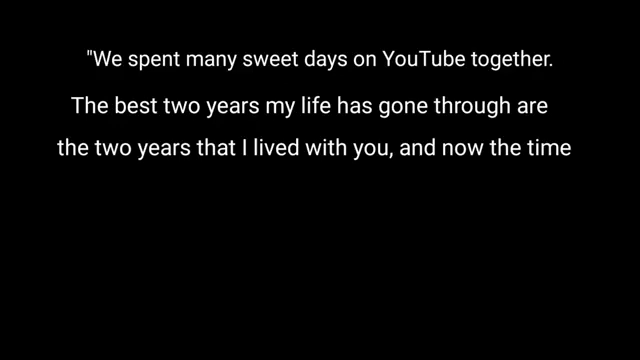 "We spent many sweet days on YouTube together.
The best two years my life has gone through are
the two years that I lived with you, and now the time